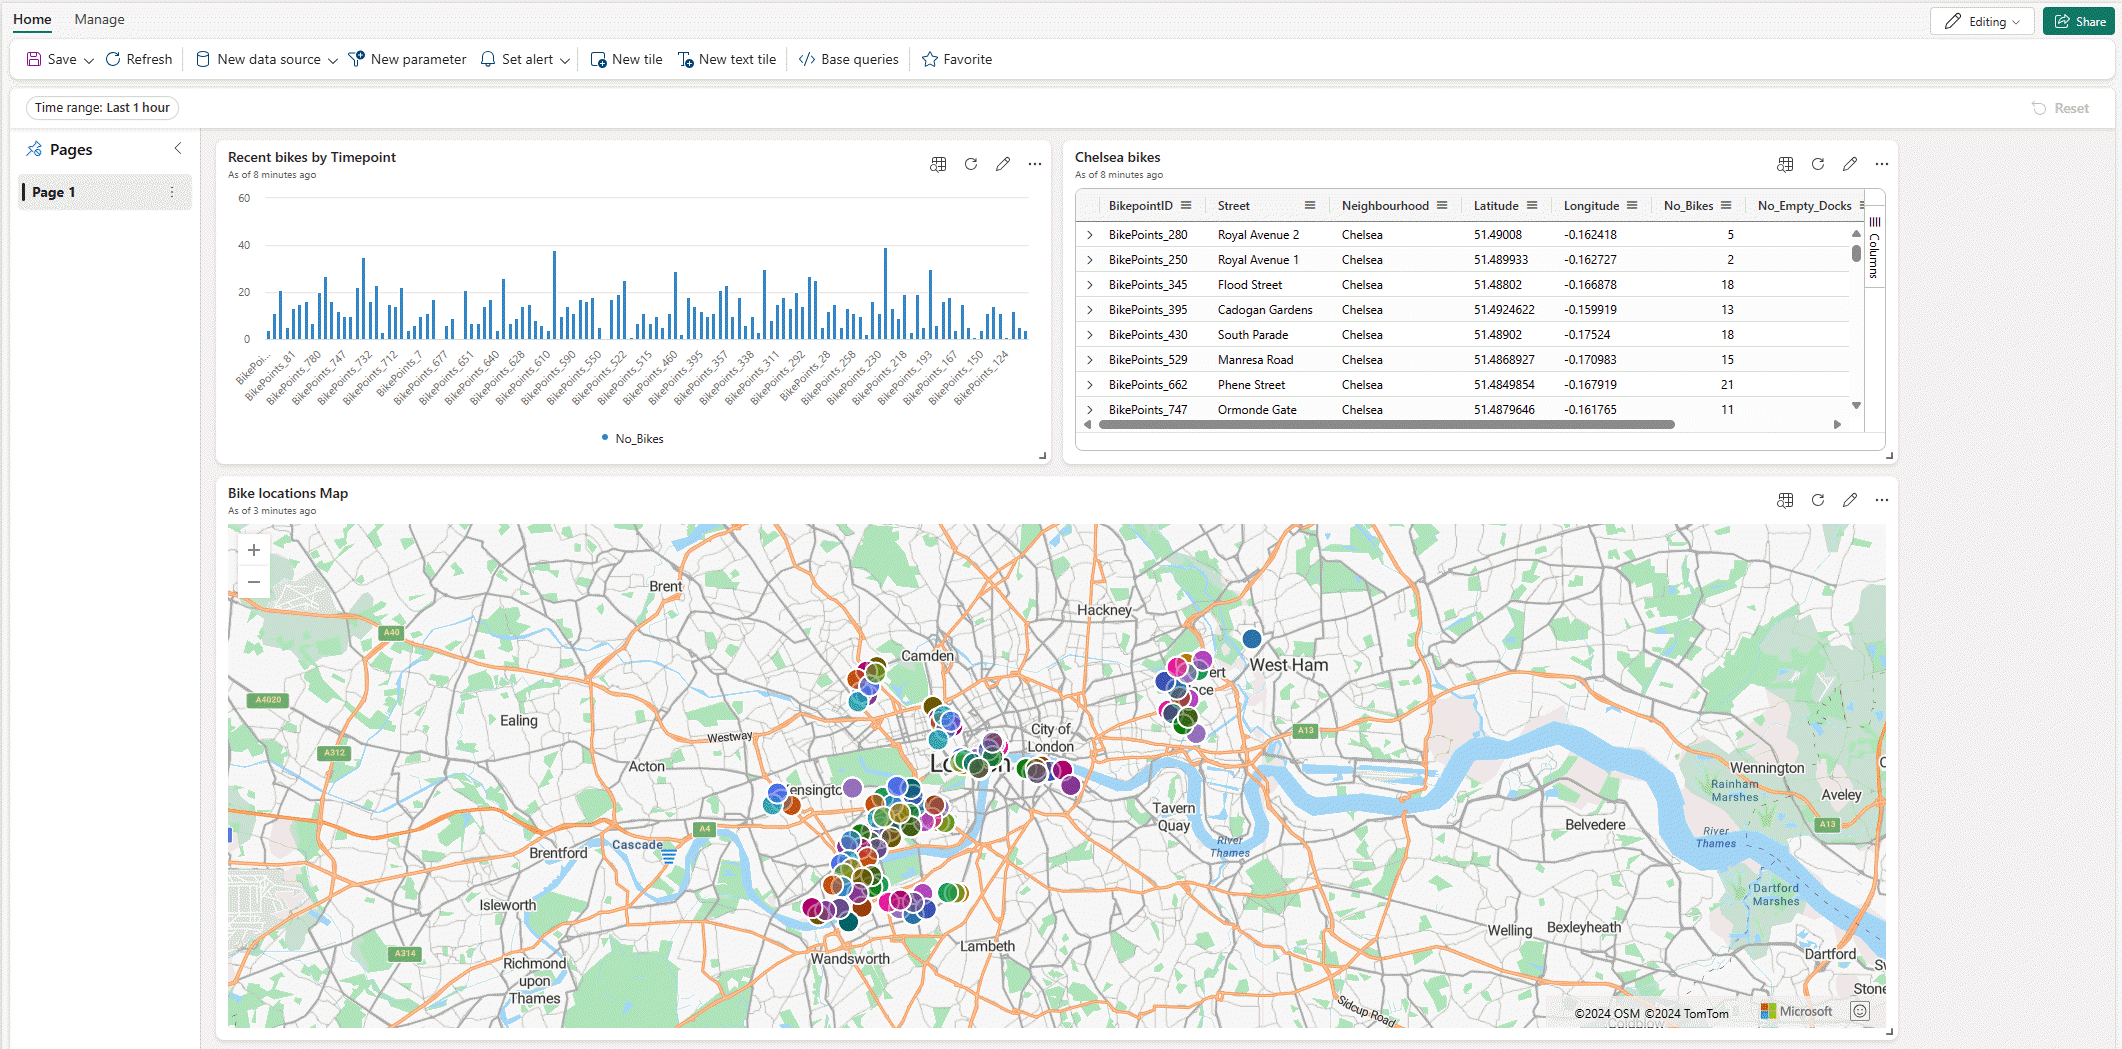 Home Manage
Editing Share
Save Refresh New data source New parameter Set alert New tile New text tile Base queries Favorite
Time range: Last 1 hour
Reset
Pages
Page 1
Recent bikes by Timepoint
As of 8 minutes ago
60
40
20
0
BikePoi... BikePoints_81 BikePoints_780 BikePoints_747 BikePoints_732 BikePoints_712 BikePoints_7 BikePoints_677 BikePoints_651 BikePoints_640 BikePoints_628 BikePoints_610 BikePoints_590 BikePoints_550 BikePoints_522 BikePoints_515 BikePoints_460 BikePoints_395 BikePoints_357 BikePoints_338 BikePoints_311 BikePoints_292 BikePoints_28 BikePoints_258 BikePoints_230 BikePoints_218 BikePoints_193 BikePoints_167 BikePoints_150 BikePoints_124
No_Bikes
Chelsea bikes
As of 8 minutes ago
BikepointID Street Neighbourhood Latitude Longitude No_Bikes No_Empty_Docks
BikePoints_280 Royal Avenue 2 Chelsea 51.49008 -0.162418 5
BikePoints_250 Royal Avenue 1 Chelsea 51.489933 -0.162727 2
BikePoints_345 Flood Street Chelsea 51.48802 -0.166878 18
BikePoints_395 Cadogan Gardens Chelsea 51.4924622 -0.159919 13
BikePoints_430 South Parade Chelsea 51.48902 -0.17524 18
BikePoints_529 Manresa Road Chelsea 51.4868927 -0.170983 15
BikePoints_662 Phene Street Chelsea 51.4849854 -0.167919 21
BikePoints_747 Ormonde Gate Chelsea 51.4879646 -0.161765 11
Columns
Bike locations Map
As of 3 minutes ago
Brent
Hackney
A40
Camden
West Ham
A4020
Ealing
Westway
City of
London
A13
A312
Acton
Wennington
Rainham
Marshes
Aveley
Tavern
Quay
A13
Belvedere
A4
River
Thames
River
Thames
Cascade
Brentford
Dartford
Marshes
Isleworth
Welling
Bexleyheath
Lambeth
A314
Wandsworth
Dartford
Richmond
upon
Thames
Stone
Sidcup Road
©2024 OSM ©2024 TomTom
Microsoft